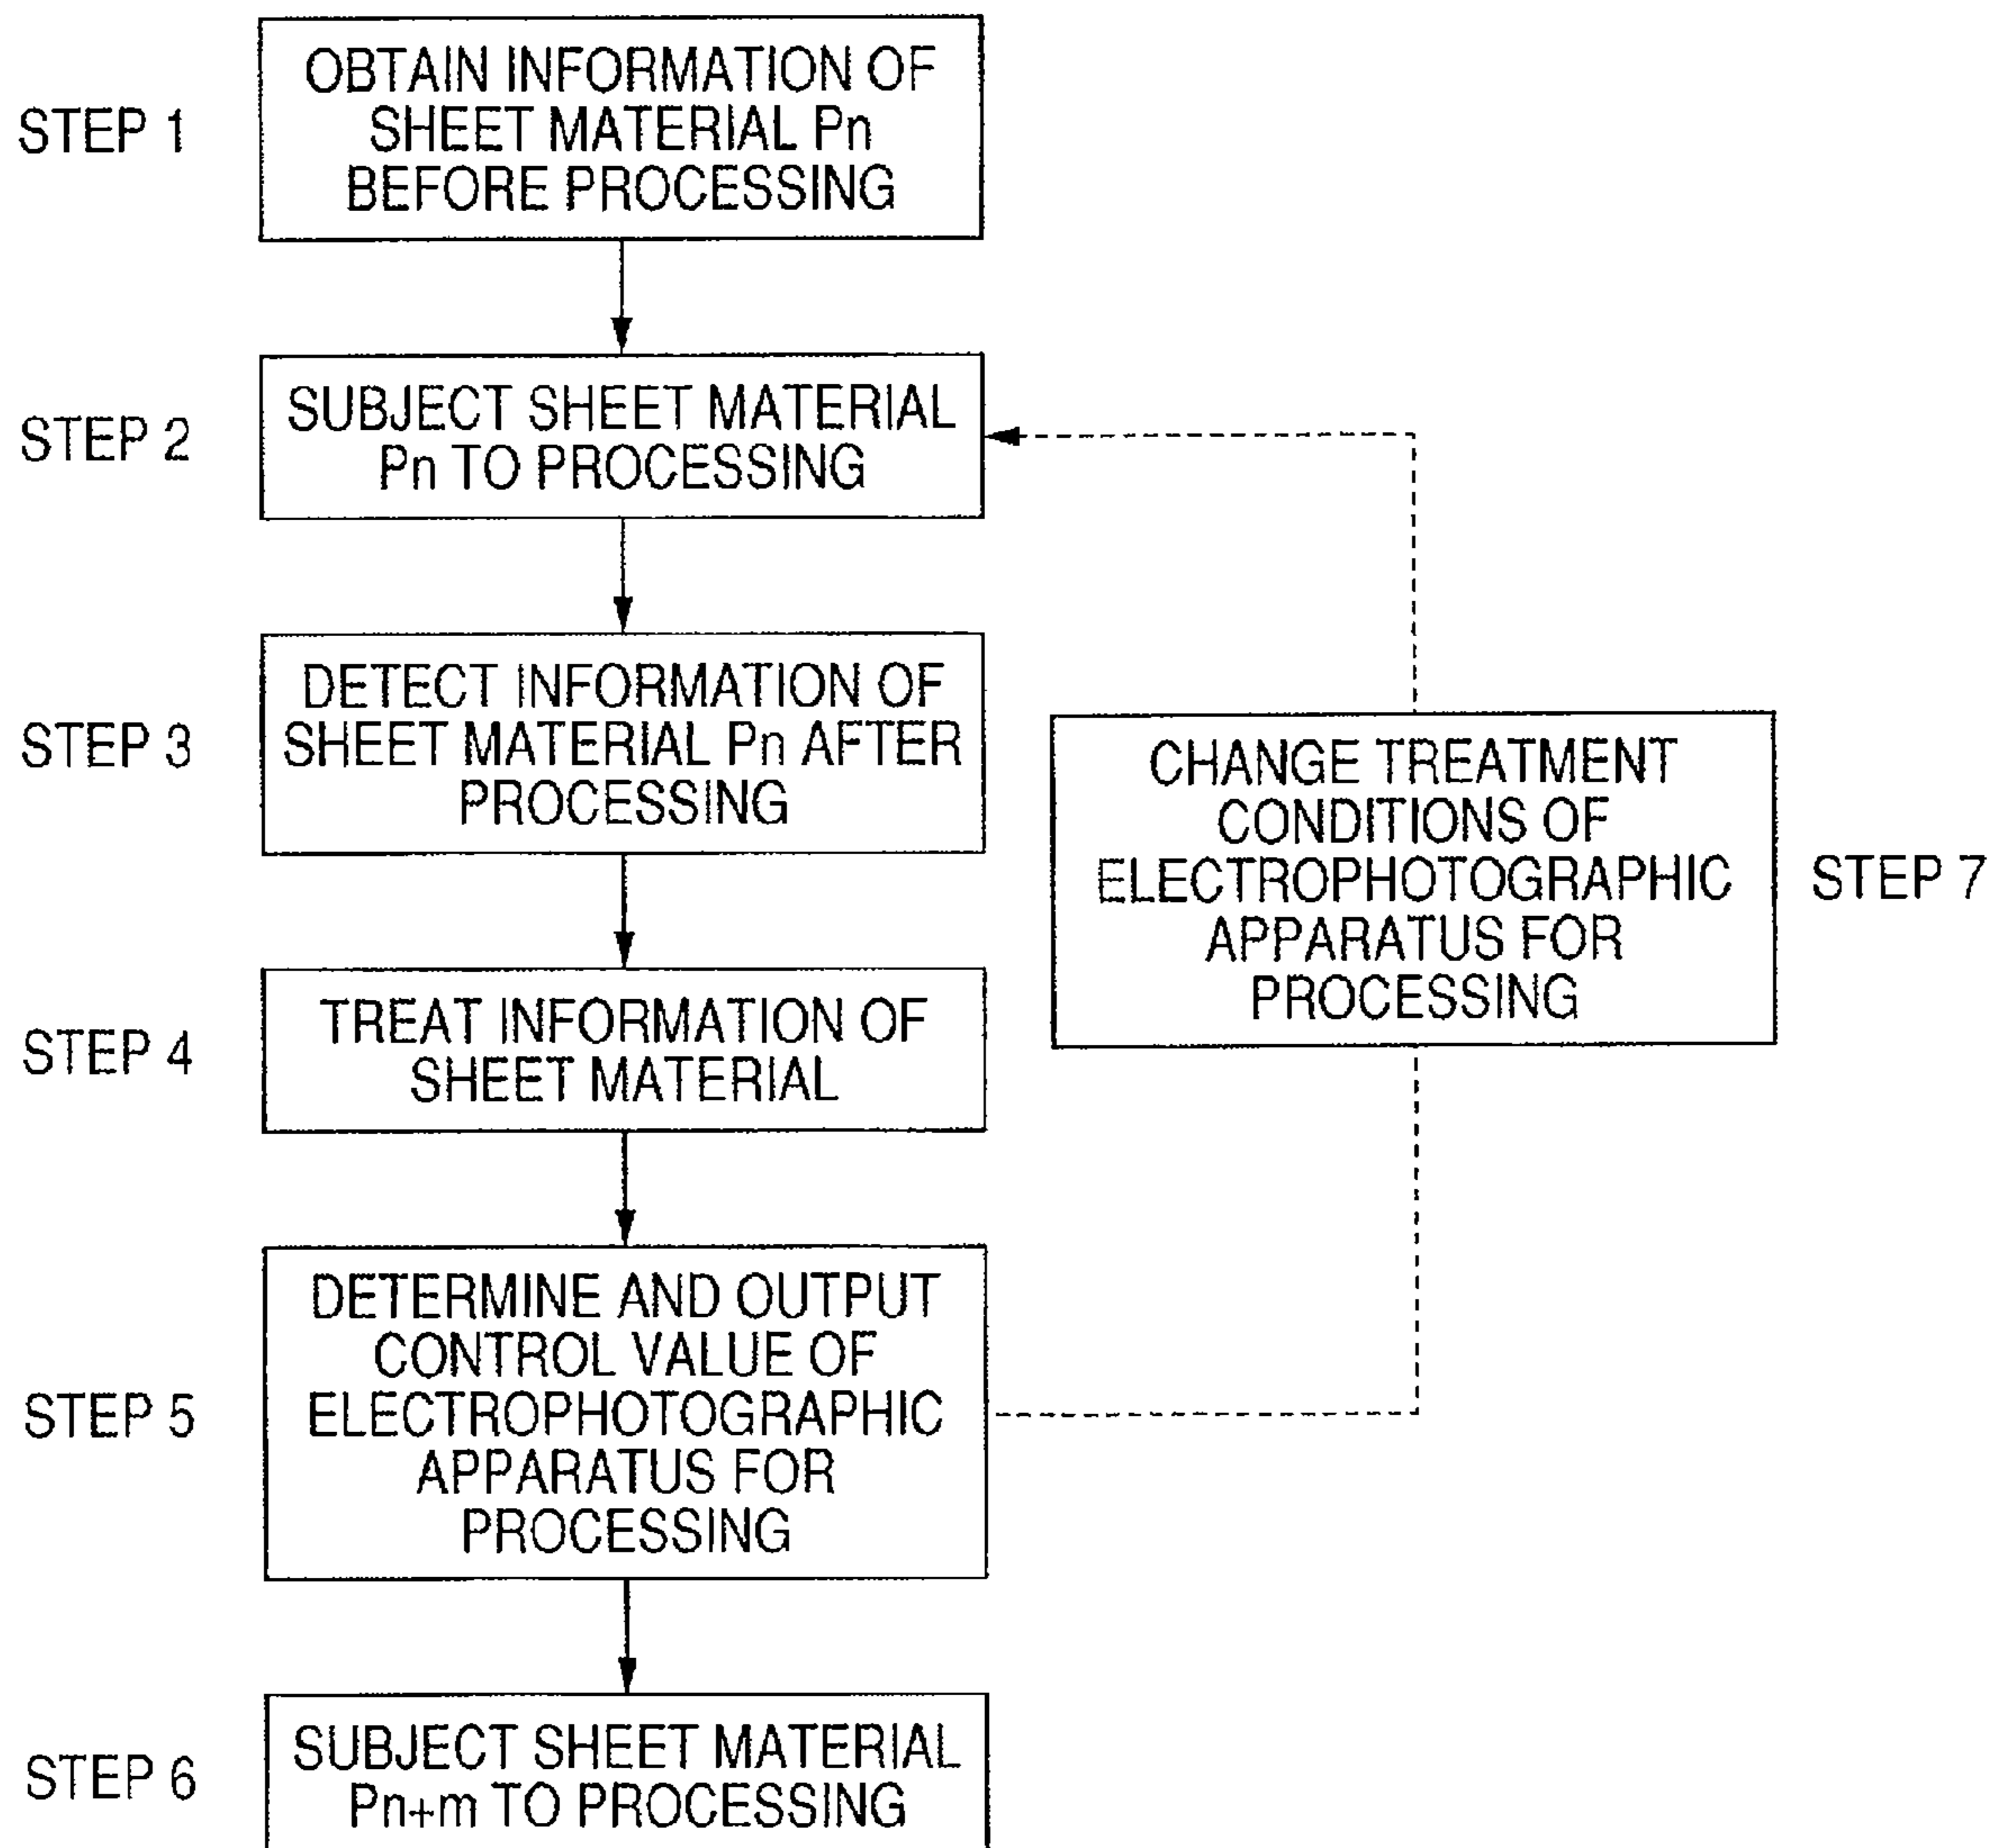 STEP 1
OBTAIN INFORMATION OF
SHEET MATERIAL Pn
BEFORE PROCESSING
STEP 2
SUBJECT SHEET MATERIAL
Pn TO PROCESSING
STEP 3
DETECT INFORMATION OF
SHEET MATERIAL Pn AFTER
PROCESSING
CHANGE TREATMENT
CONDITIONS OF
ELECTROPHOTOGRAPHIC
APPARATUS FOR
PROCESSING
STEP 7
STEP 4
TREAT INFORMATION OF
SHEET MATERIAL
STEP 5
DETERMINE AND OUTPUT
CONTROL VALUE OF
ELECTROPHOTOGRAPHIC
APPARATUS FOR
PROCESSING
STEP 6
SUBJECT SHEET MATERIAL
Pn+m TO PROCESSING